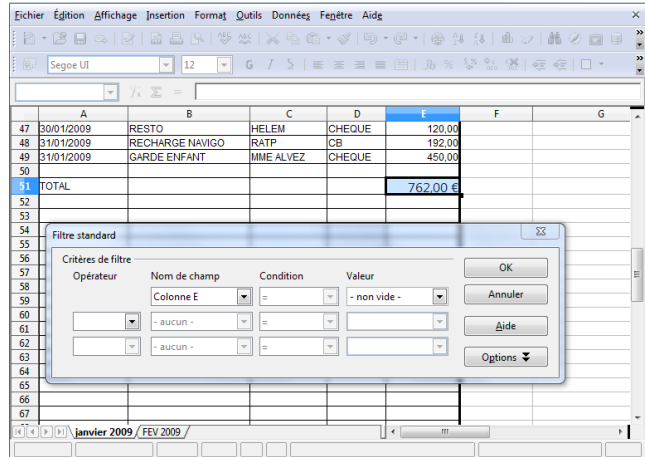 Fichier Édition Affichage Insertion Format Outils Données Fenêtre Aide
Segoe UI 12 G I S
A B C D E F G
47 30/01/2009 RESTO HELEM CHEQUE 120,00
48 31/01/2009 RECHARGE NAVIGO RATP CB 192,00
49 31/01/2009 GARDE ENFANT MME ALVEZ CHEQUE 450,00
50
51 TOTAL 762,00 €
52
53
54
55
56
57
58
59
60
61
62
63
64
65
66
67
Filtre standard
Critères de filtre
Opérateur Nom de champ Condition Valeur
Colonne E = - non vide -
- aucun - =
- aucun - =
OK
Annuler
Aide
Options
janvier 2009 FEV 2009